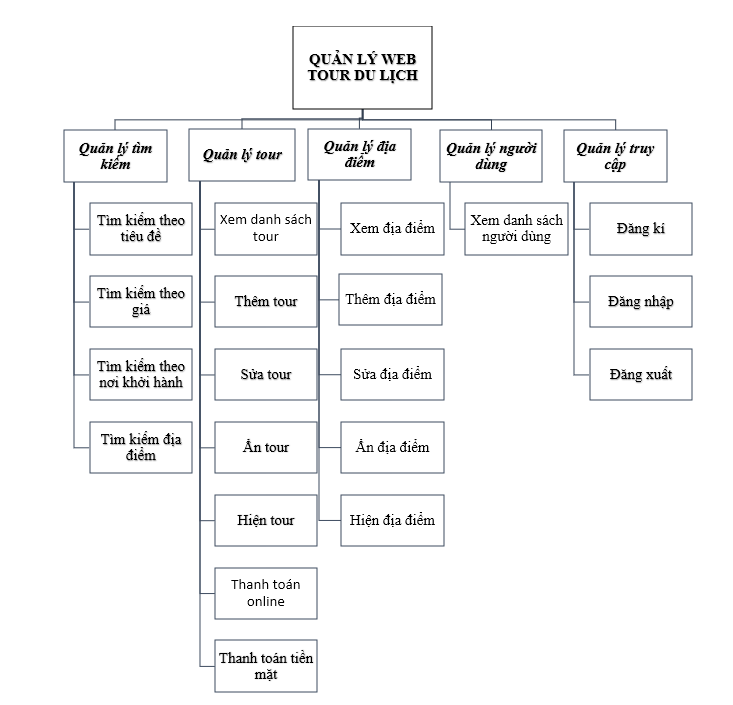 QUẢN LÝ WEB
TOUR DU LỊCH
Quản lý tìm
kiếm
Quản lý tour
Quản lý địa
điểm
Quản lý người
dùng
Quản lý truy
cập
Tìm kiếm theo
tiêu đề
Tìm kiếm theo
giá
Tìm kiếm theo
nơi khởi hành
Tìm kiếm địa
điểm
Xem danh sách
tour
Thêm tour
Sửa tour
Ẩn tour
Hiện tour
Thanh toán
online
Thanh toán tiền
mặt
Xem địa điểm
Thêm địa điểm
Sửa địa điểm
Ẩn địa điểm
Hiện địa điểm
Xem danh sách
người dùng
Đăng kí
Đăng nhập
Đăng xuất